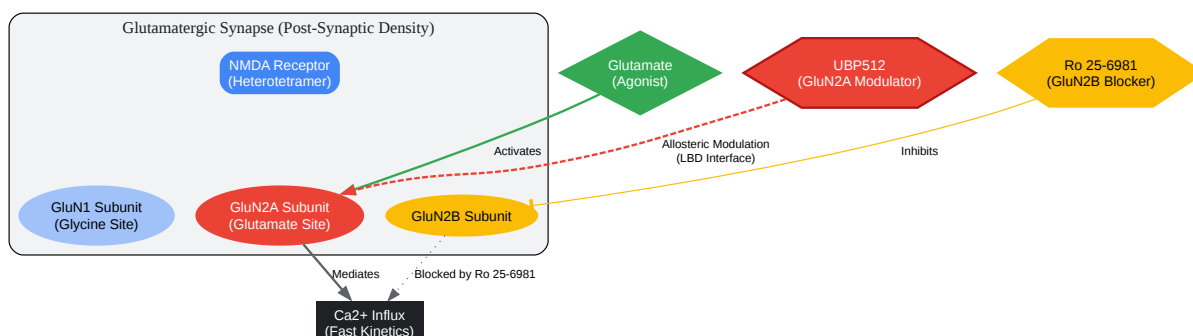 Glutamatergic Synapse (Post-Synaptic Density)
NMDA Receptor
(Heterotetramer)
Glutamate
(Agonist)
UBP512
(GluN2A Modulator)
Ro 25-6981
(GluN2B Blocker)
Activates
Allosteric Modulation
(LBD Interface)
Inhibits
GluN1 Subunit
(Glycine Site)
GluN2A Subunit
(Glutamate Site)
GluN2B Subunit
Mediates
Blocked by Ro 25-6981
Ca2+ Influx
(Fast Kinetics)